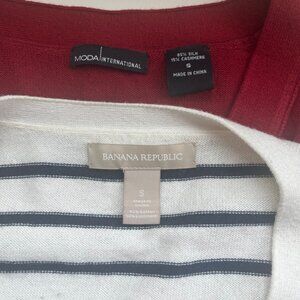 MODA INTERNATIONAL
85% SILK
15% CASHMERE
S
MADE IN CHINA
BANANA REPUBLIC
S